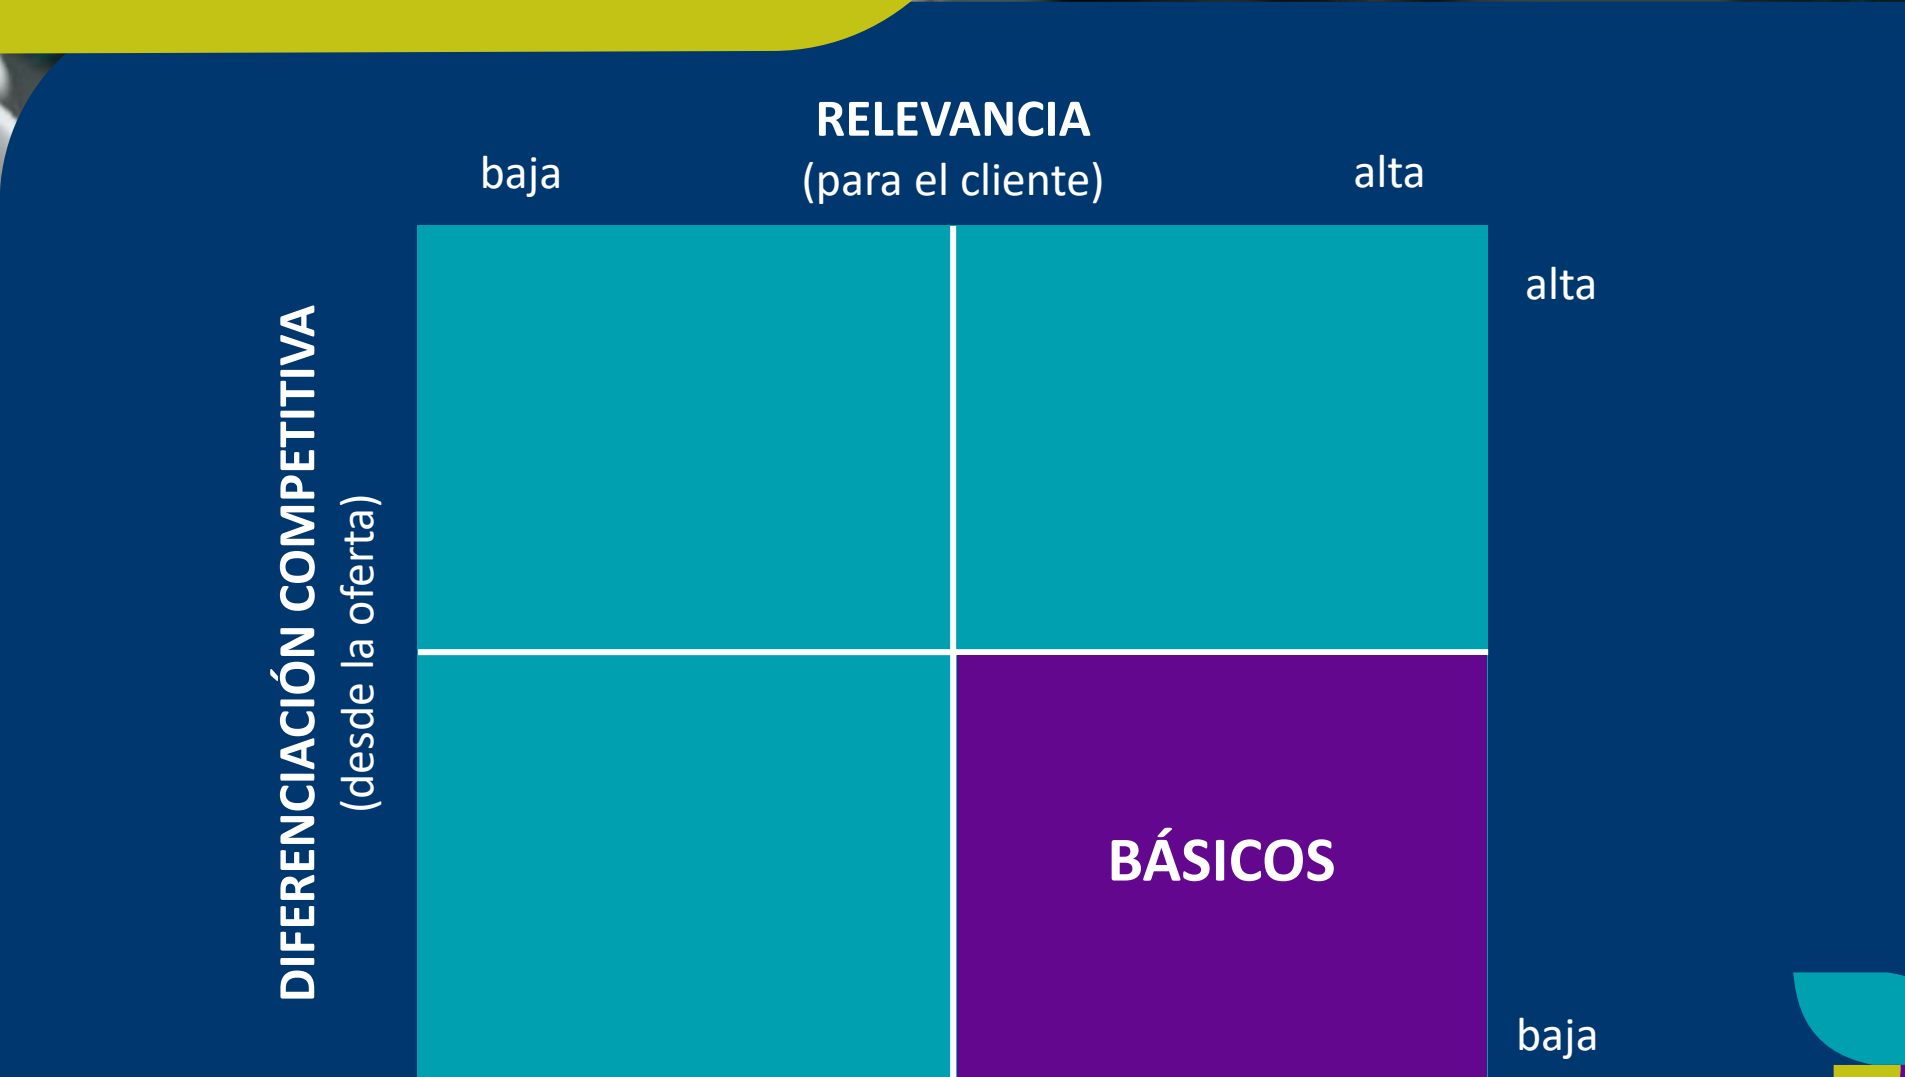 RELEVANCIA
baja
(para el cliente)
alta
alta
DIFERENCIACIÓN COMPETITIVA
(desde la oferta)
BÁSICOS
baja